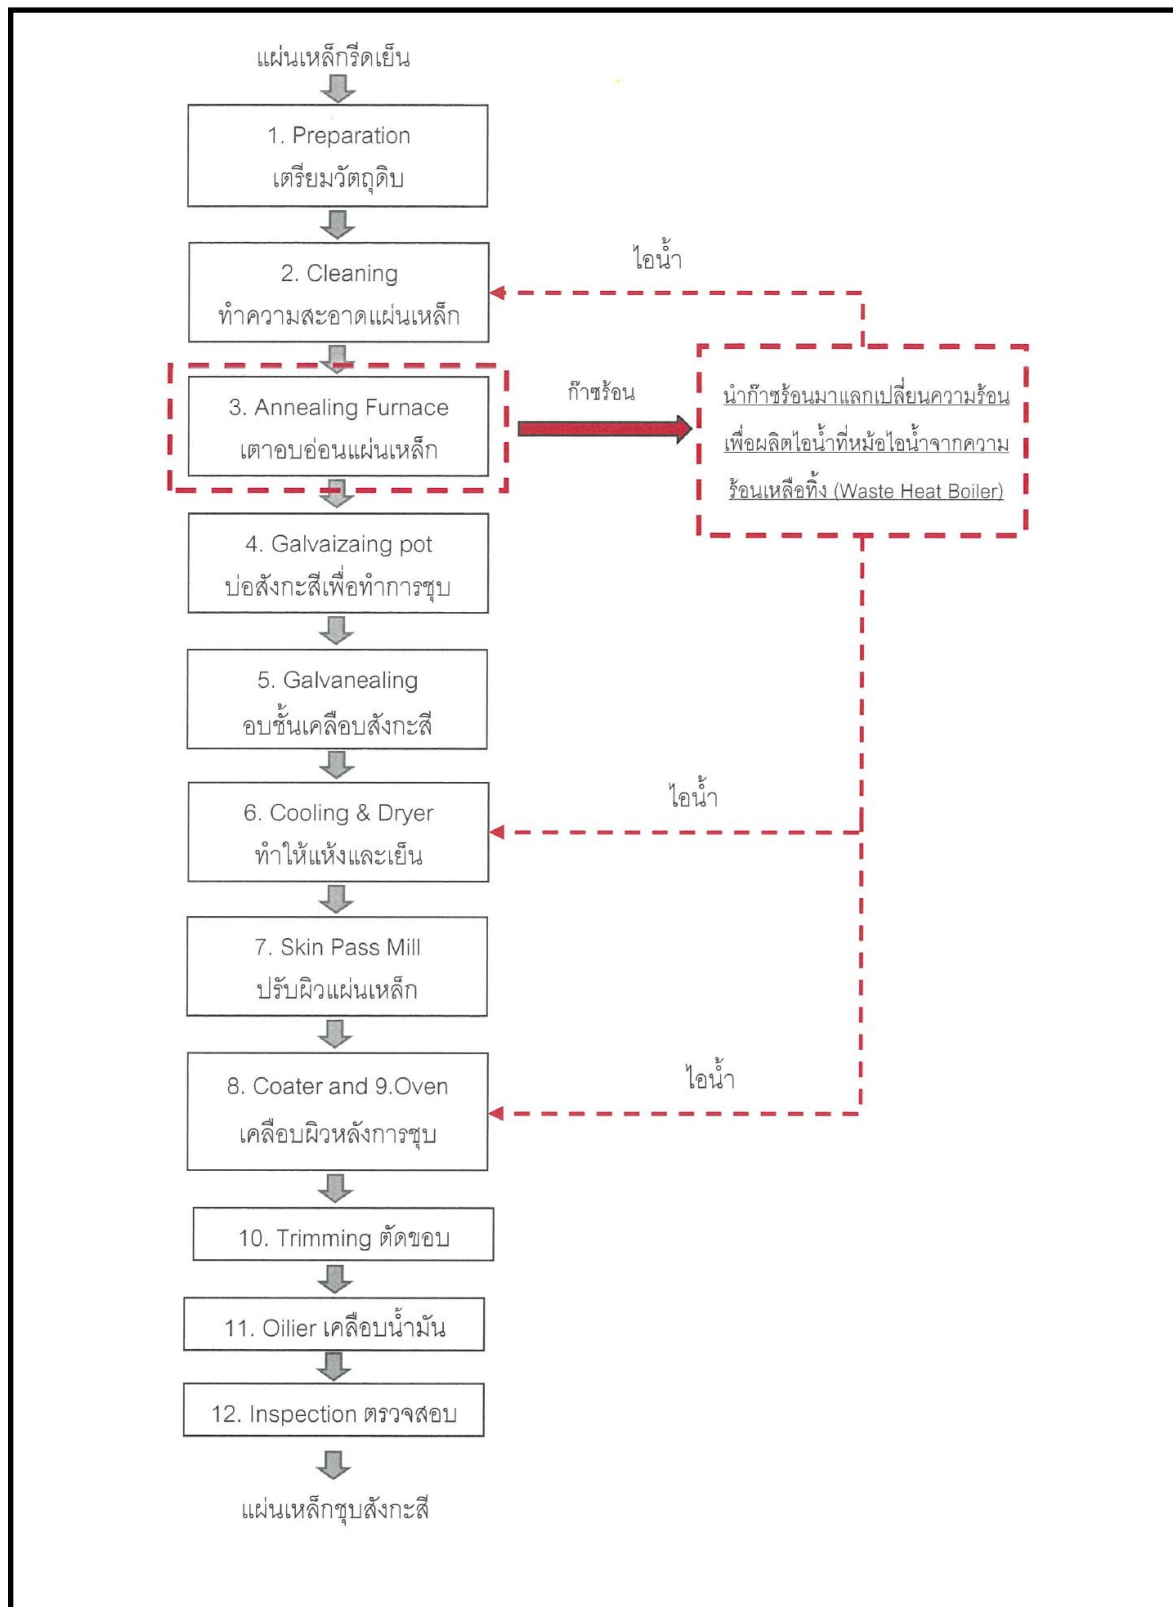 แผ่นเหล็กรีดเย็น
1. Preparation
เตรียมวัตถุดิบ
2. Cleaning
ทำความสะอาดแผ่นเหล็ก
ไอน้ำ
3. Annealing Furnace
เตาอบอ่อนแผ่นเหล็ก
ก๊าซร้อน
นำก๊าซร้อนมาแลกเปลี่ยนความร้อน
เพื่อผลิตไอน้ำที่หม้อไอน้ำจากความ
ร้อนเหลือทิ้ง (Waste Heat Boiler)
4. Galvaizaing pot
บ่อสังกะสีเพื่อทำการชุบ
5. Galvanealing
อบชั้นเคลือบสังกะสี
6. Cooling & Dryer
ทำให้แห้งและเย็น
ไอน้ำ
7. Skin Pass Mill
ปรับผิวแผ่นเหล็ก
8. Coater and 9.Oven
เคลือบผิวหลังการชุบ
ไอน้ำ
10. Trimming ตัดขอบ
11. Oilier เคลือบน้ำมัน
12. Inspection ตรวจสอบ
แผ่นเหล็กชุบสังกะสี